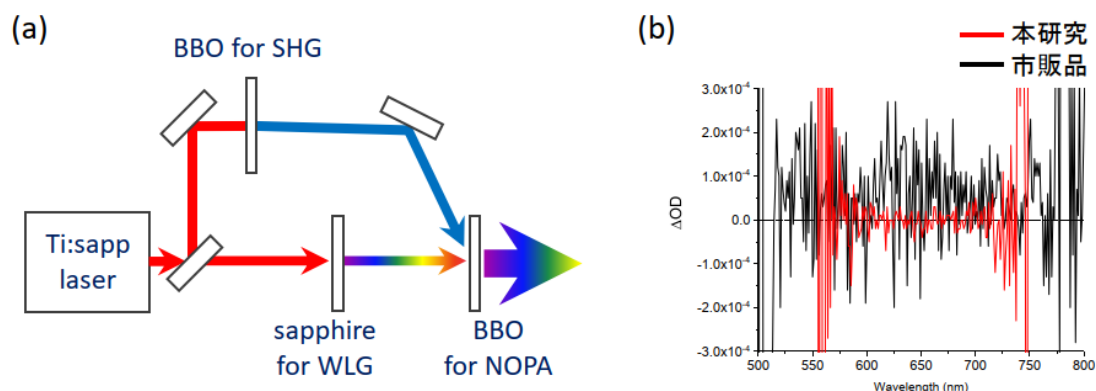 (a)
BBO for SHG
Ti:sapp
laser
sapphire
for WLG
BBO
for NOPA
(b)
本研究
市販品
3.0x10⁻⁴
2.0x10⁻⁴
1.0x10⁻⁴
0.0
-1.0x10⁻⁴
-2.0x10⁻⁴
-3.0x10⁻⁴
ΔOD
500
550
600
650
700
750
800
Wavelength (nm)